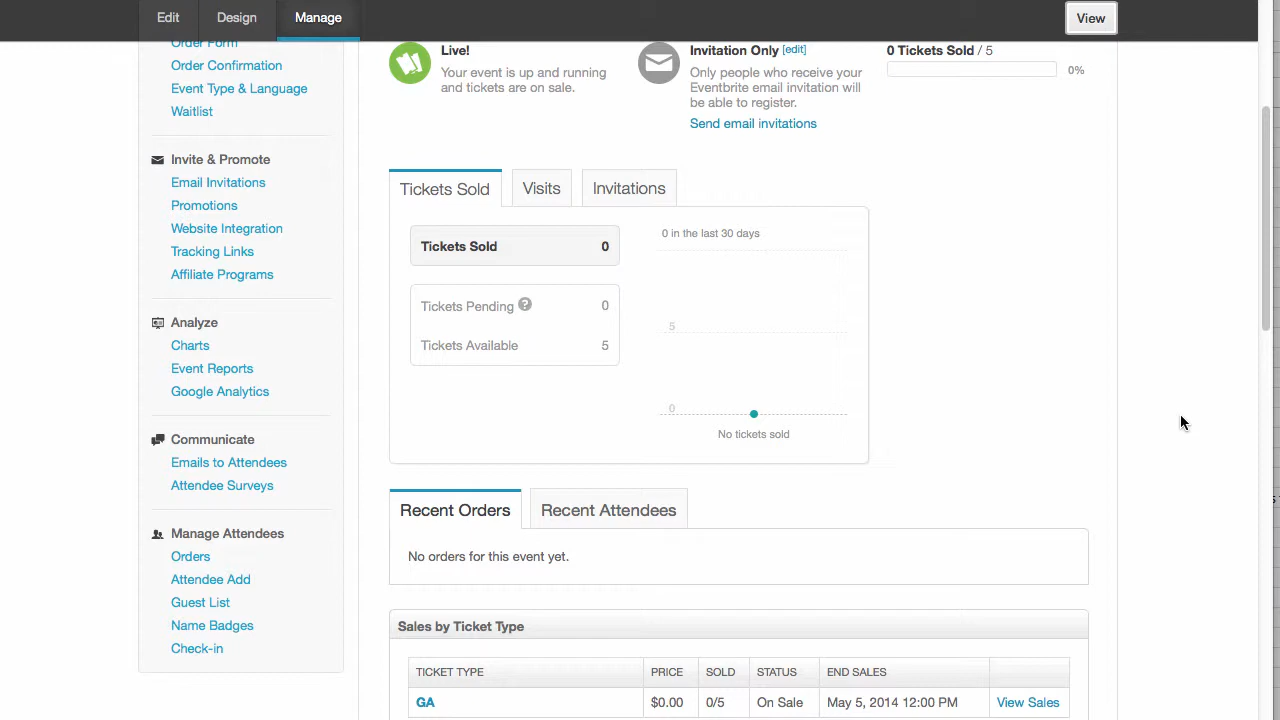 Edit
Design
Manage
View
Order Form
Order Confirmation
Event Type & Language
Waitlist
Invite & Promote
Email Invitations
Promotions
Website Integration
Tracking Links
Affiliate Programs
Analyze
Charts
Event Reports
Google Analytics
Communicate
Emails to Attendees
Attendee Surveys
Manage Attendees
Orders
Attendee Add
Guest List
Name Badges
Check-in
Live!
Your event is up and running
and tickets are on sale.
Invitation Only [edit]
Only people who receive your
Eventbrite email invitation will
be able to register.
Send email invitations
0 Tickets Sold / 5
0%
Tickets Sold
Visits
Invitations
Tickets Sold 0
Tickets Pending ? 0
Tickets Available 5
0 in the last 30 days
5
0
No tickets sold
Recent Orders
Recent Attendees
No orders for this event yet.
Sales by Ticket Type
TICKET TYPE PRICE SOLD STATUS END SALES
GA $0.00 0/5 On Sale May 5, 2014 12:00 PM View Sales